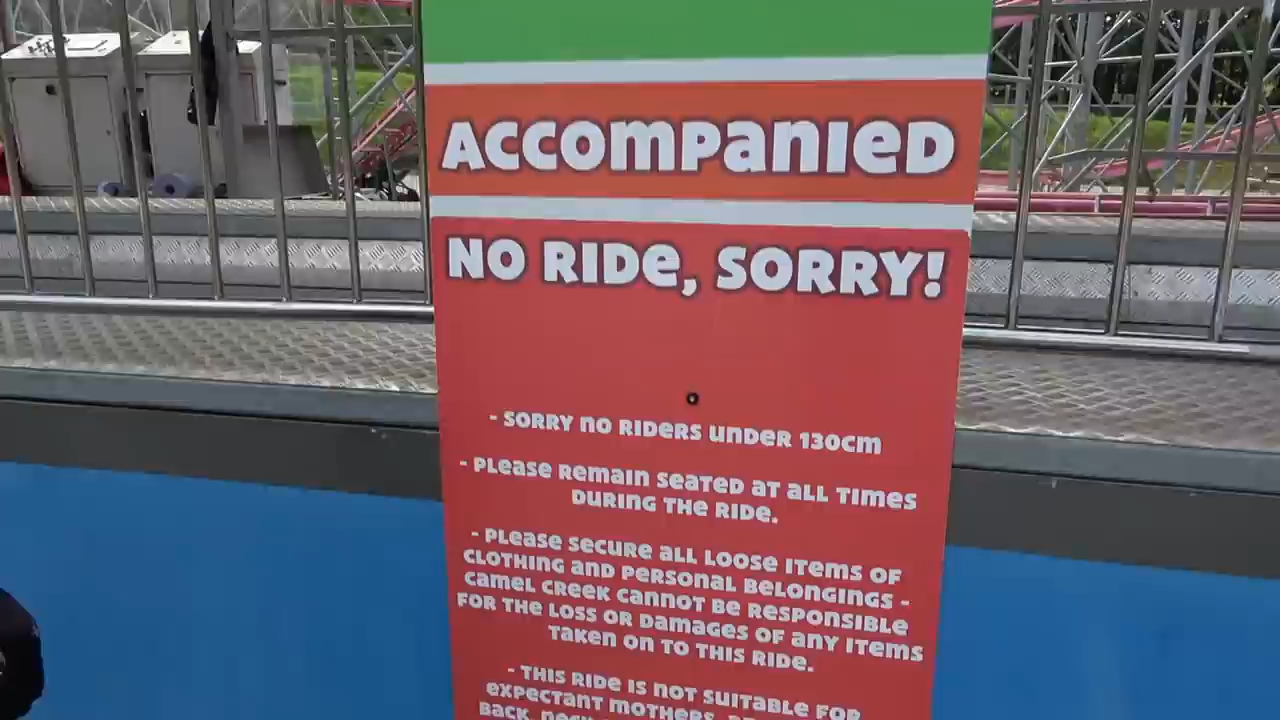 ACCOMPANIED
NO RIDE, SORRY!
- SORRY NO RIDERS UNDER 130CM
- PLEASE REMAIN SEATED AT ALL TIMES
DURING THE RIDE.
- PLEASE SECURE ALL LOOSE ITEMS OF
CLOTHING AND PERSONAL BELONGINGS -
CAMEL CREEK CANNOT BE RESPONSIBLE
FOR THE LOSS OR DAMAGES OF ANY ITEMS
TAKEN ON TO THIS RIDE.
- THIS RIDE IS NOT SUITABLE FOR
EXPECTANT MOTHERS,
BACK,